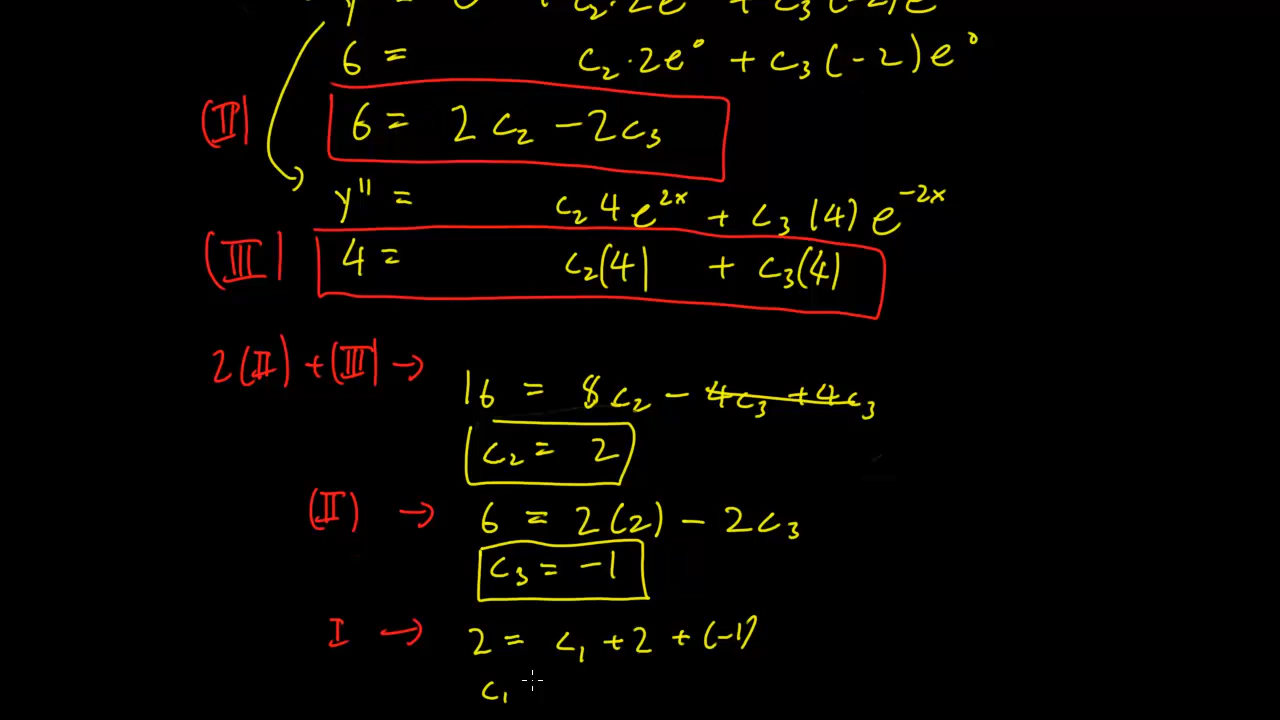 6 = c₂·2e⁰ + c₃(-2)e⁰
(II) 6 = 2c₂ - 2c₃
y'' = c₂4e²ˣ + c₃(4)e⁻²ˣ
(III) 4 = c₂(4) + c₃(4)
2(II) + (III) →
16 = 8c₂ - 4c₃ + 4c₃
c₂ = 2
(II) → 6 = 2(2) - 2c₃
c₃ = -1
I → 2 = c₁ + 2 + (-1)
c₁